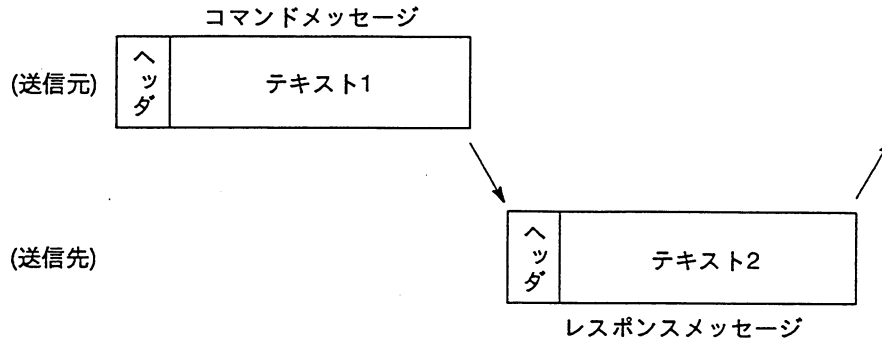 コマンドメッセージ
(送信元)
ヘッダ
テキスト1
(送信先)
ヘッダ
テキスト2
レスポンスメッセージ